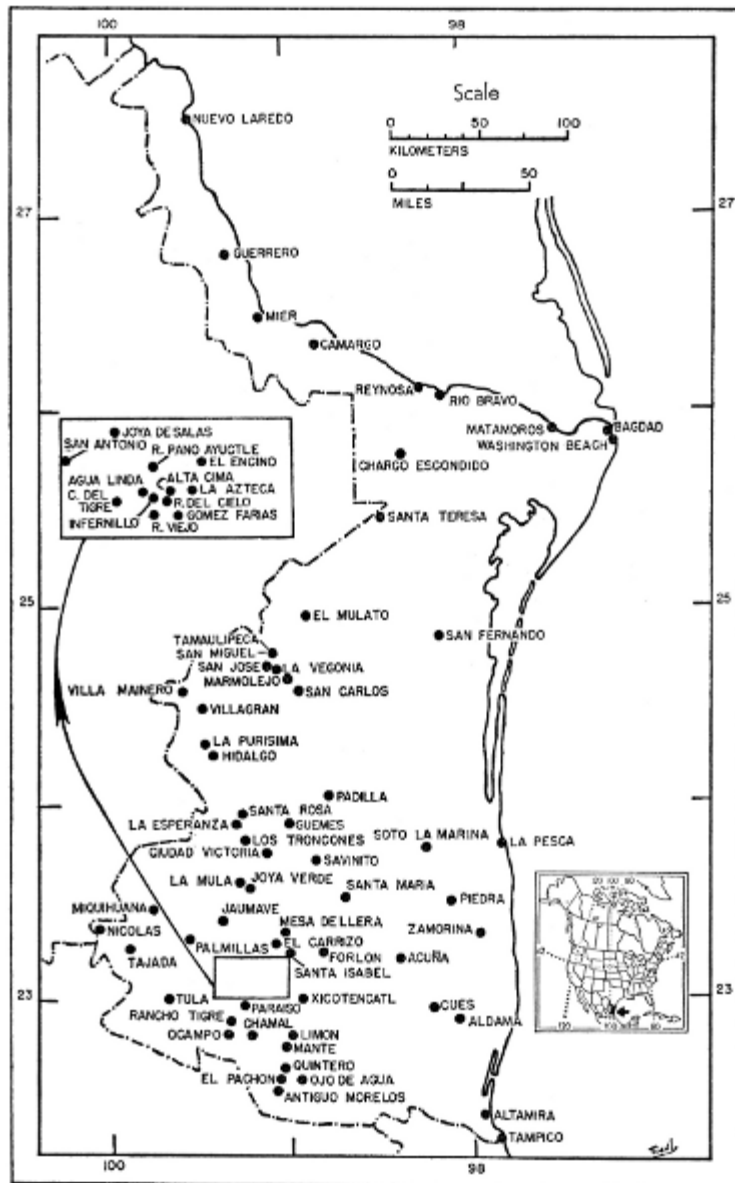 100
98
Scale
0 50 100
KILOMETERS
0 50
MILES
NUEVO LAREDO
27
27
GUERRERO
MIER
CAMARGO
REYNOSA
RIO BRAVO
MATAMOROS
BAGDAD
WASHINGTON BEACH
CHARGO ESCONDIDO
JOYA DE SALAS
SAN ANTONIO
R. PANO AYUCTLE
EL ENCINO
AGUA LINDA
ALTA CIMA
LA AZTECA
C. DEL
TIGRE
R. DEL CIELO
INFERNILLO
GOMEZ FARIAS
R. VIEJO
SANTA TERESA
25
25
EL MULATO
SAN FERNANDO
TAMAULIPECA
SAN MIGUEL
SAN JOSE
LA VEGONIA
MARMOLEJO
VILLA MAINERO
SAN CARLOS
VILLAGRAN
LA PURISIMA
HIDALGO
PADILLA
SANTA ROSA
LA ESPERANZA
GUEMES
LOS TRONCONES
SOTO LA MARINA
LA PESCA
CIUDAD VICTORIA
SAVINITO
LA MULA
JOYA VERDE
SANTA MARIA
PIEDRA
MIQUIHUANA
JAUMAVE
NICOLAS
MESA DE LLERA
ZAMORINA
PALMILLAS
EL CARRIZO
TAJADA
FORLON
ACUÑA
SANTA ISABEL
23
23
TULA
PARAISO
XICOTENCATL
RANCHO TIGRE
CUES
CHAMAL
ALDAMA
OCAMPO
LIMON
MANTE
QUINTERO
EL PACHON
OJO DE AGUA
ANTIGUO MORELOS
ALTAMIRA
TAMPICO
120 100 80
120 100 80
100
98